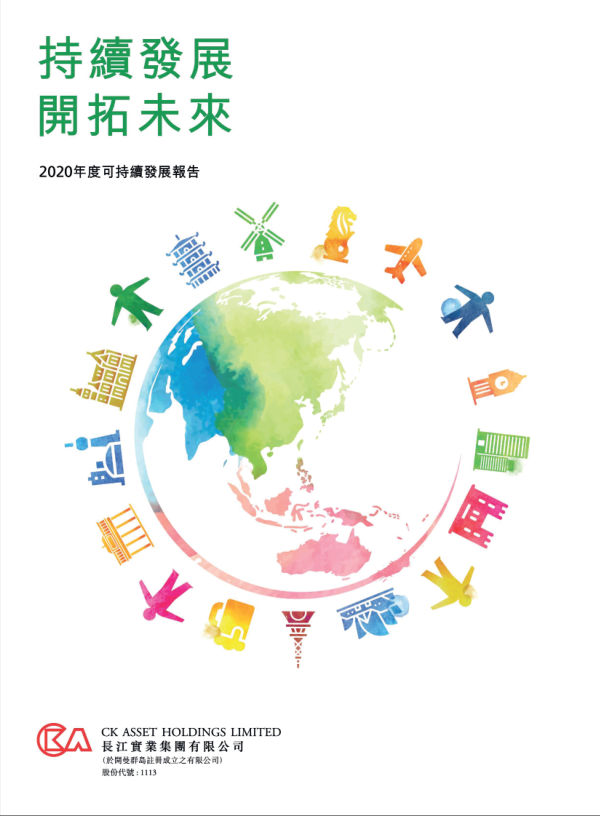 持續發展
開拓未來
2020年度可持續發展報告
CK ASSET HOLDINGS LIMITED
長江實業集團有限公司
(於開曼群島註冊成立之有限公司)
股份代號 : 1113